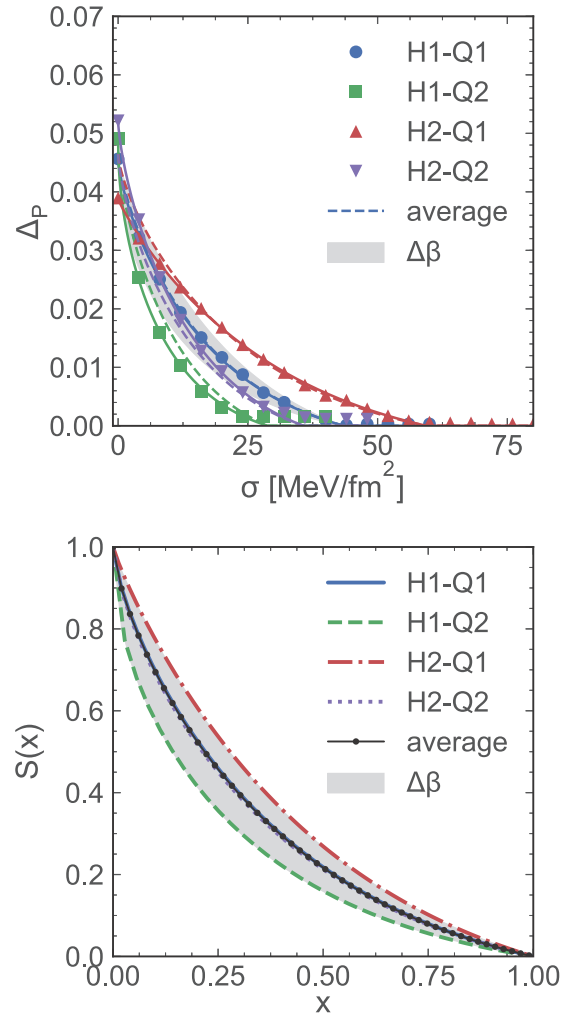 0.07
0.06
0.05
0.04
0.03
0.02
0.01
0.00
Δ_P
H1-Q1
H1-Q2
H2-Q1
H2-Q2
average
Δβ
0 25 50 75
σ [MeV/fm²]
1.0
0.8
0.6
0.4
0.2
0.0
S(x)
H1-Q1
H1-Q2
H2-Q1
H2-Q2
average
Δβ
0.00 0.25 0.50 0.75 1.00
x